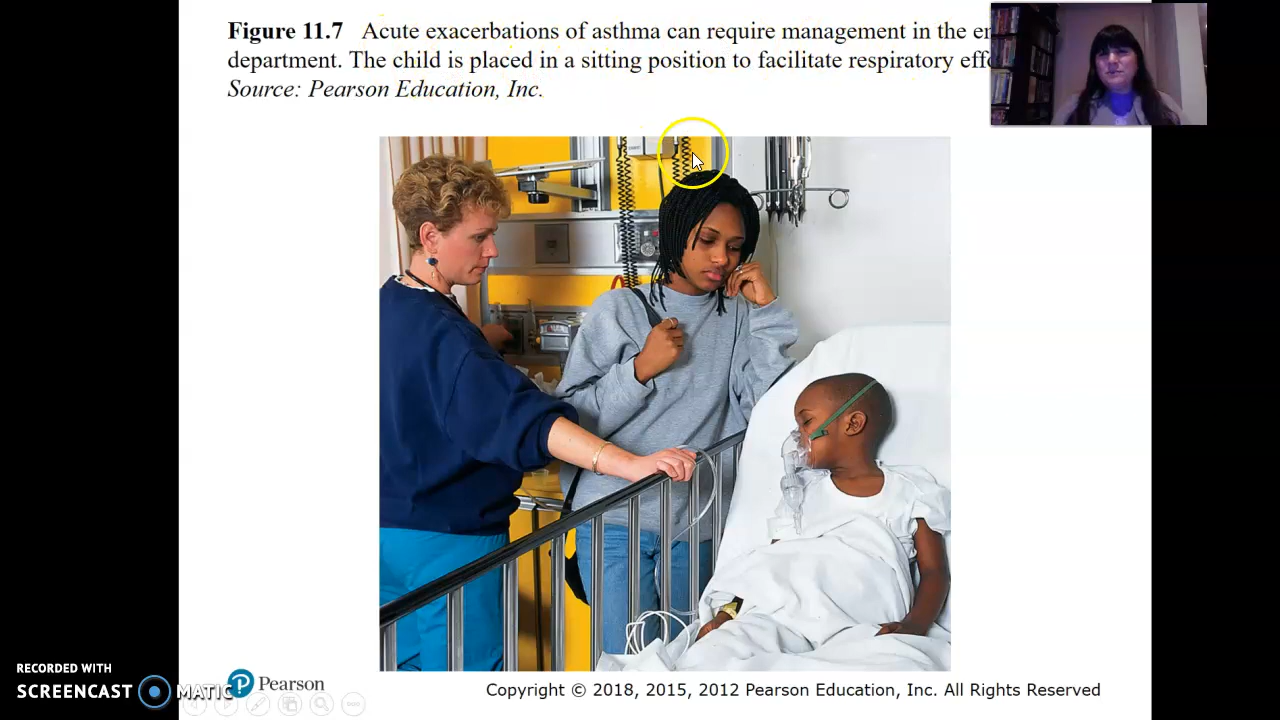 Figure 11.7 Acute exacerbations of asthma can require management in the
department. The child is placed in a sitting position to facilitate respiratory
Source: Pearson Education, Inc.
RECORDED WITH
SCREENCAST MATIC
Pearson
Copyright © 2018, 2015, 2012 Pearson Education, Inc. All Rights Reserved